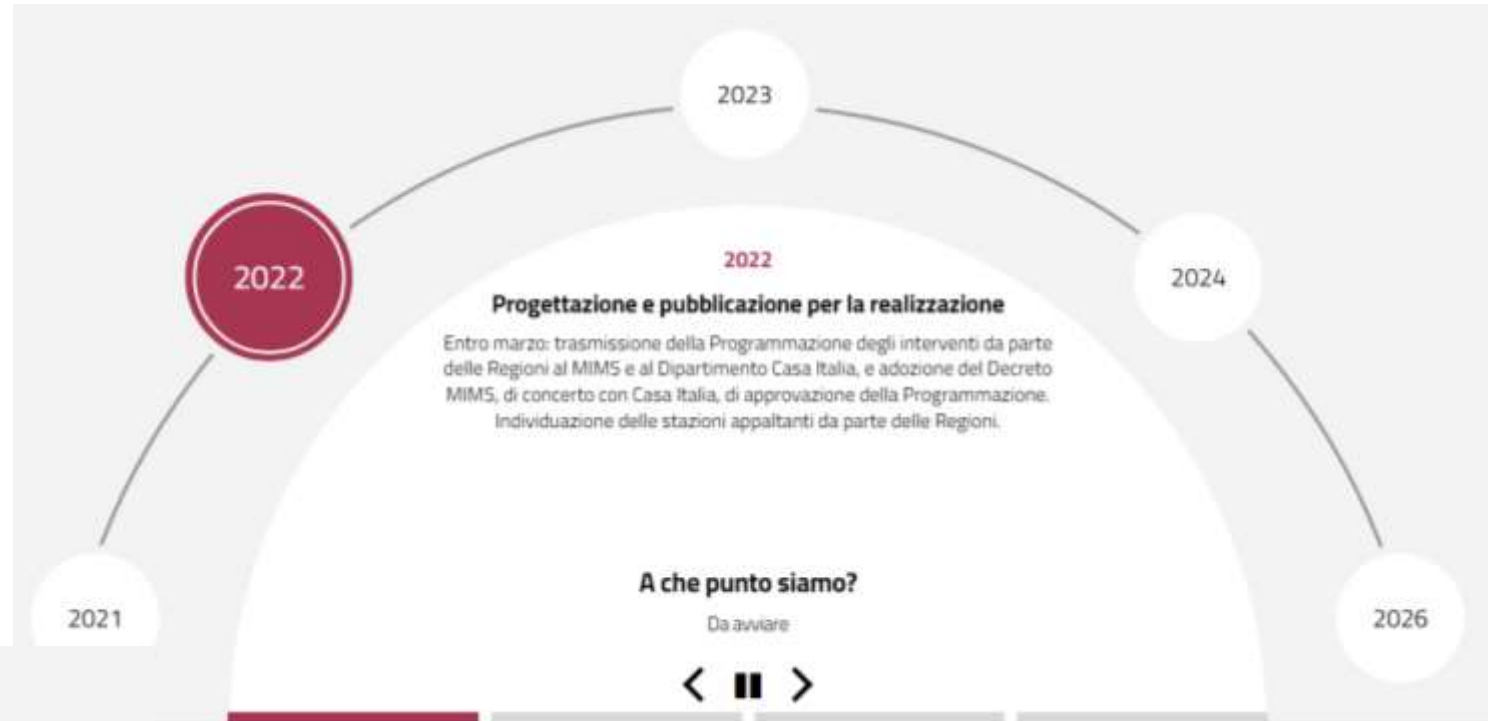 2023
2022
2024
2022
Progettazione e pubblicazione per la realizzazione
Entro marzo: trasmissione della Programmazione degli interventi da parte
delle Regioni al MIMS e al Dipartimento Casa Italia, e adozione del Decreto
MIMS, di concerto con Casa Italia, di approvazione della Programmazione.
Individuazione delle stazioni appaltanti da parte delle Regioni.
A che punto siamo?
Da avviare
2021
2026